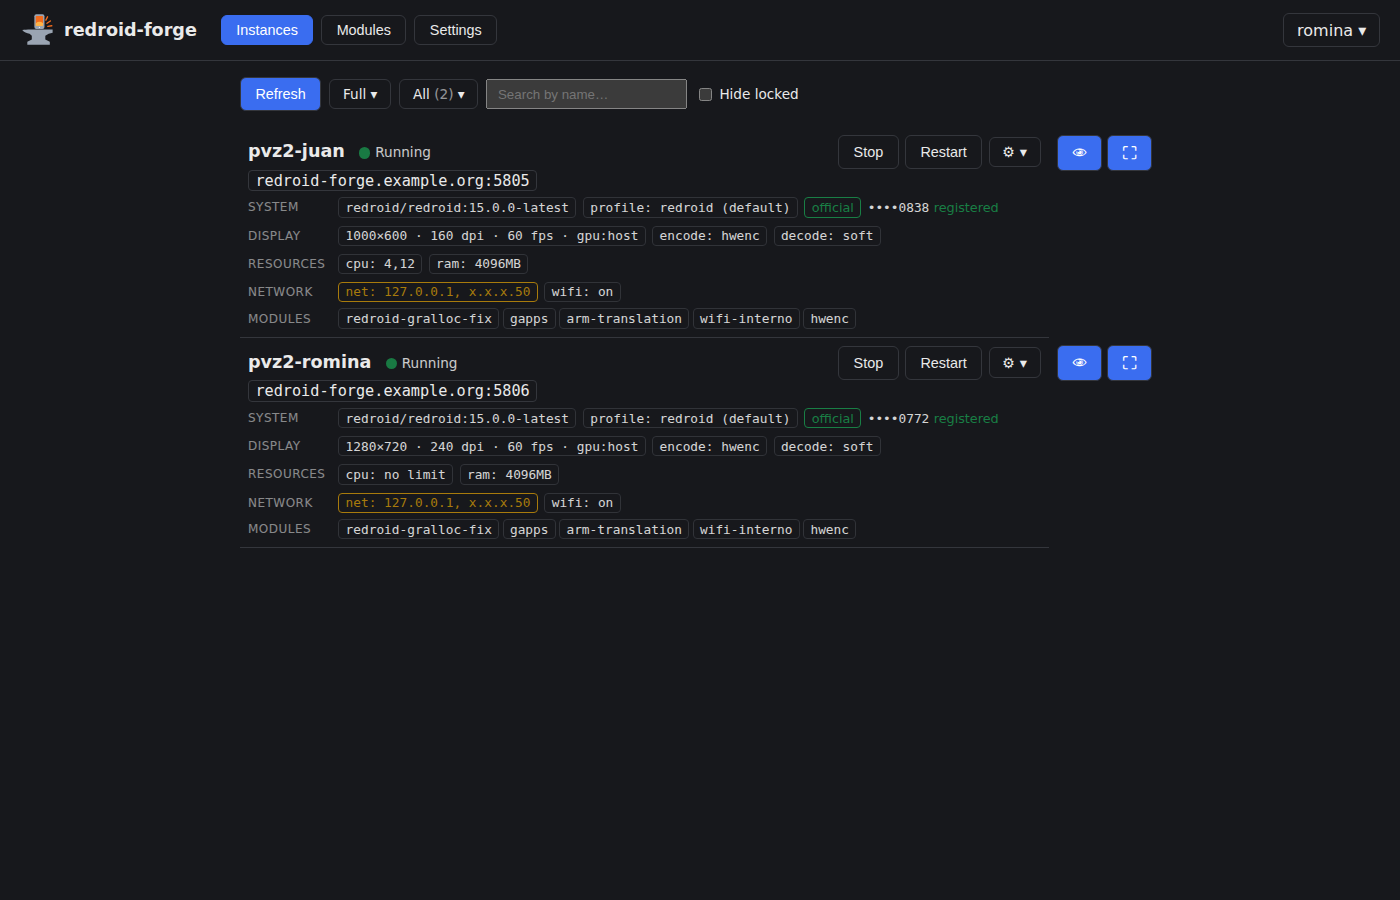 redroid-forge Instances Modules Settings romina ▾
Refresh Full ▾ All (2) ▾ Search by name… Hide locked
pvz2-juan Running Stop Restart ⚙ ▾
redroid-forge.example.org:5805
SYSTEM redroid/redroid:15.0.0-latest profile: redroid (default) official ••••0838 registered
DISPLAY 1000×600 · 160 dpi · 60 fps · gpu:host encode: hwenc decode: soft
RESOURCES cpu: 4,12 ram: 4096MB
NETWORK net: 127.0.0.1, x.x.x.50 wifi: on
MODULES redroid-gralloc-fix gapps arm-translation wifi-interno hwenc
pvz2-romina Running Stop Restart ⚙ ▾
redroid-forge.example.org:5806
SYSTEM redroid/redroid:15.0.0-latest profile: redroid (default) official ••••0772 registered
DISPLAY 1280×720 · 240 dpi · 60 fps · gpu:host encode: hwenc decode: soft
RESOURCES cpu: no limit ram: 4096MB
NETWORK net: 127.0.0.1, x.x.x.50 wifi: on
MODULES redroid-gralloc-fix gapps arm-translation wifi-interno hwenc